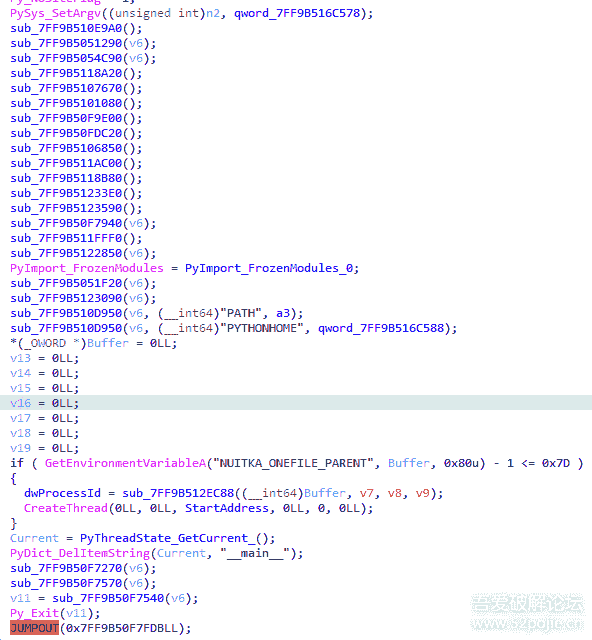 PySys_SetArgv((unsigned int)n2, qword_7FF9B516C578);
sub_7FF9B510E9A0();
sub_7FF9B5051290(v6);
sub_7FF9B5054C90(v6);
sub_7FF9B5118A20();
sub_7FF9B5107670();
sub_7FF9B5101080();
sub_7FF9B50F9E00();
sub_7FF9B50FDC20();
sub_7FF9B5106850();
sub_7FF9B511AC00();
sub_7FF9B5118B80();
sub_7FF9B51233E0();
sub_7FF9B5123590();
sub_7FF9B50F7940(v6);
sub_7FF9B511FFF0();
sub_7FF9B5122850(v6);
PyImport_FrozenModules = PyImport_FrozenModules_0;
sub_7FF9B5051F20(v6);
sub_7FF9B5123090(v6);
sub_7FF9B510D950(v6, (__int64)"PATH", a3);
sub_7FF9B510D950(v6, (__int64)"PYTHONHOME", qword_7FF9B516C588);
*(_OWORD *)Buffer = 0LL;
v13 = 0LL;
v14 = 0LL;
v15 = 0LL;
v16 = 0LL;
v17 = 0LL;
v18 = 0LL;
v19 = 0LL;
if ( GetEnvironmentVariableA("NUITKA_ONEFILE_PARENT", Buffer, 0x80u) - 1 <= 0x7D )
{
dwProcessId = sub_7FF9B512EC88((__int64)Buffer, v7, v8, v9);
CreateThread(0LL, 0LL, StartAddress, 0LL, 0, 0LL);
}
Current = PyThreadState_GetCurrent_();
PyDict_DelItemString(Current, "__main__");
sub_7FF9B50F7270(v6);
sub_7FF9B50F7570(v6);
v11 = sub_7FF9B50F7540(v6);
Py_Exit(v11);
JUMPOUT(0x7FF9B50F7FDBLL);
吾爱破解论坛
www.52pojie.cn